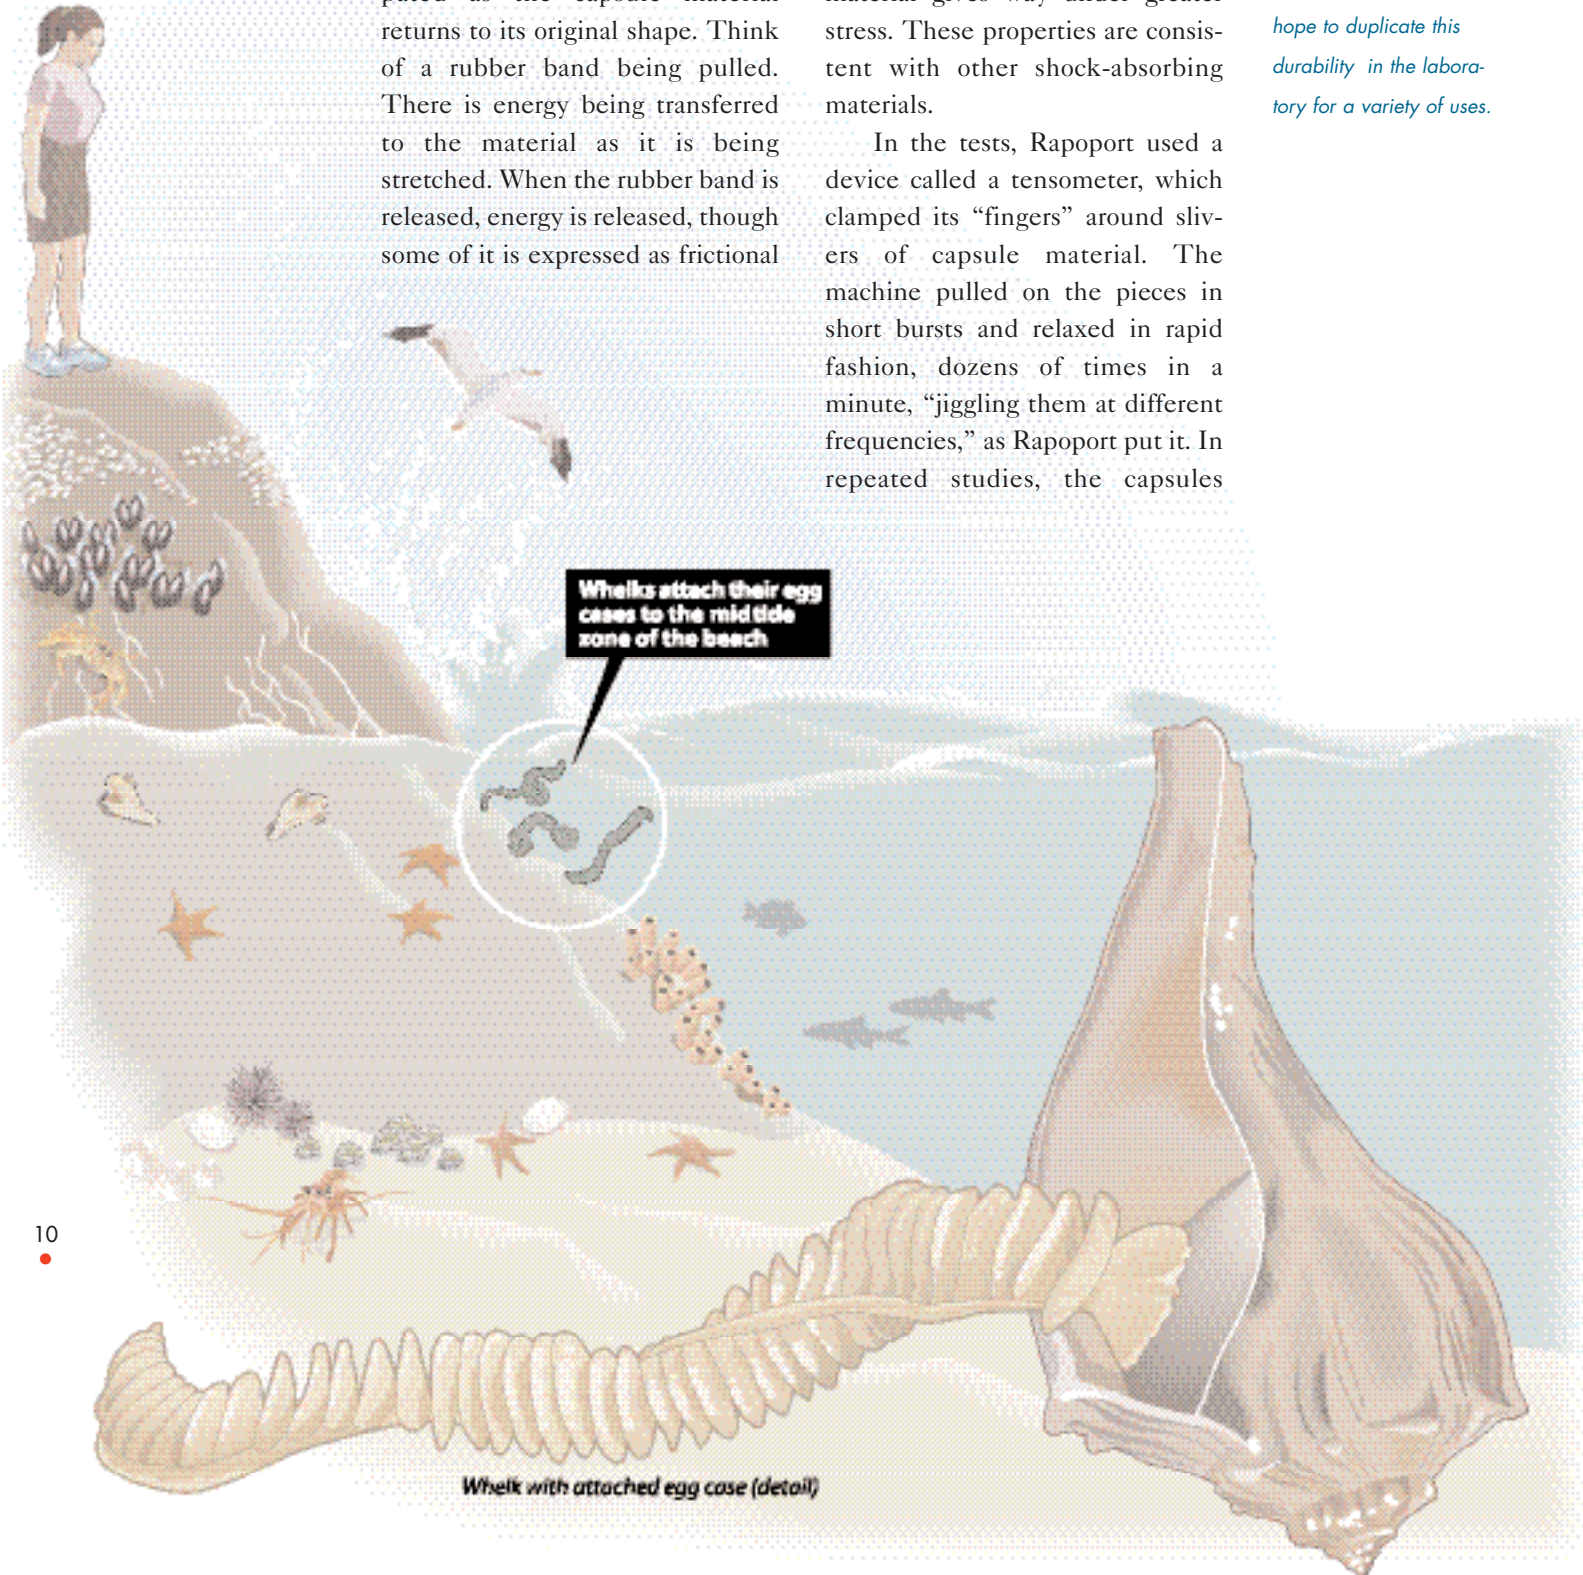 returns to its original shape. Think
of a rubber band being pulled.
There is energy being transferred
to the material as it is being
stretched. When the rubber band is
released, energy is released, though
some of it is expressed as frictional
material gives way under greater
stress. These properties are consis-
tent with other shock-absorbing
materials.
In the tests, Rapoport used a
device called a tensometer, which
clamped its “fingers” around sliv-
ers of capsule material. The
machine pulled on the pieces in
short bursts and relaxed in rapid
fashion, dozens of times in a
minute, “jiggling them at different
frequencies,” as Rapoport put it. In
repeated studies, the capsules
hope to duplicate this
durability in the labora-
tory for a variety of uses.
Whelks attach their egg
cases to the midtide
zone of the beach
10
Whelk with attached egg case (detail)